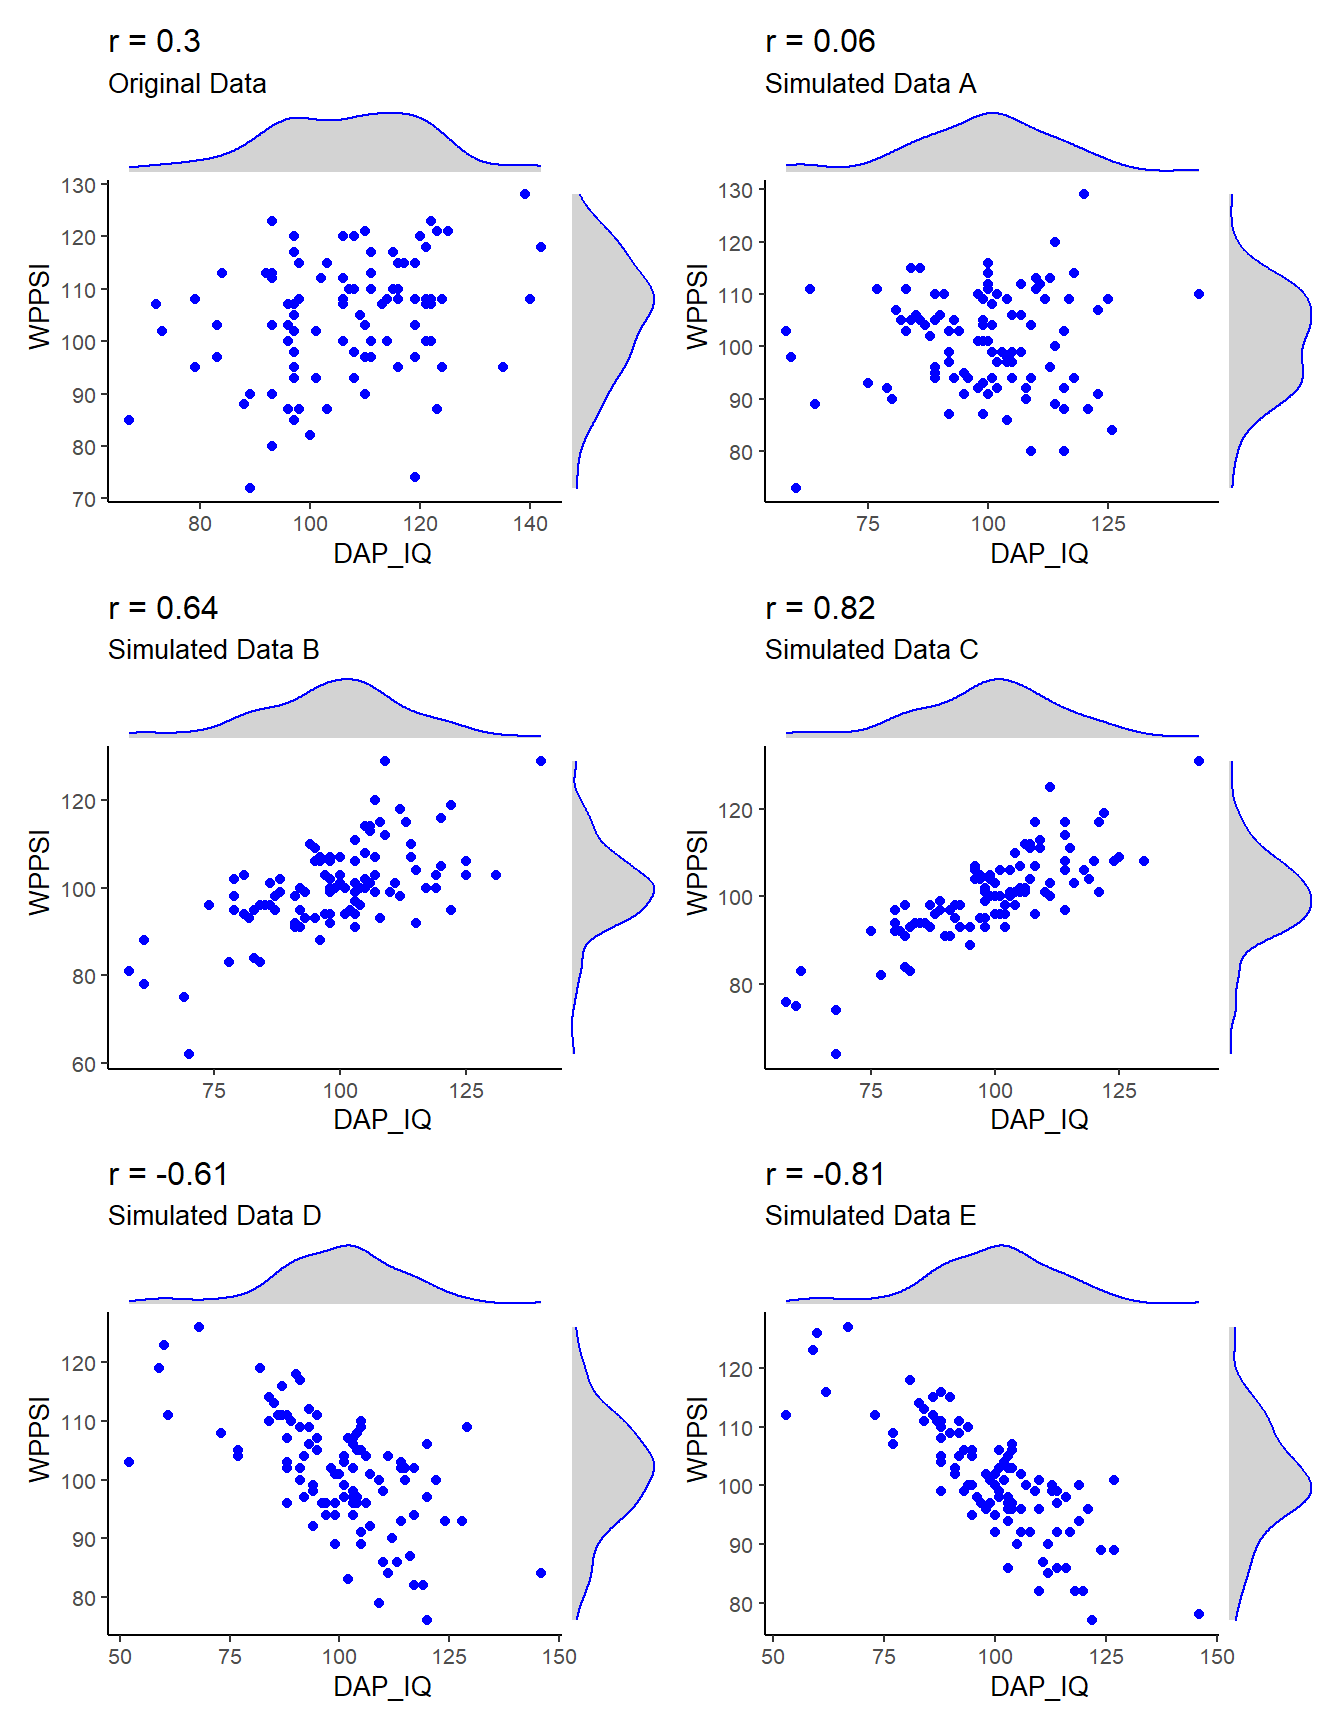 r = 0.3
Original Data
130
120
110
100
90
80
70
WPPSI
80 100 120 140
DAP_IQ
r = 0.06
Simulated Data A
130
120
110
100
90
80
WPPSI
75 100 125
DAP_IQ
r = 0.64
Simulated Data B
120
100
80
60
WPPSI
75 100 125
DAP_IQ
r = 0.82
Simulated Data C
120
100
80
WPPSI
75 100 125
DAP_IQ
r = -0.61
Simulated Data D
120
110
100
90
80
WPPSI
50 75 100 125 150
DAP_IQ
r = -0.81
Simulated Data E
120
110
100
90
80
WPPSI
50 75 100 125 150
DAP_IQ